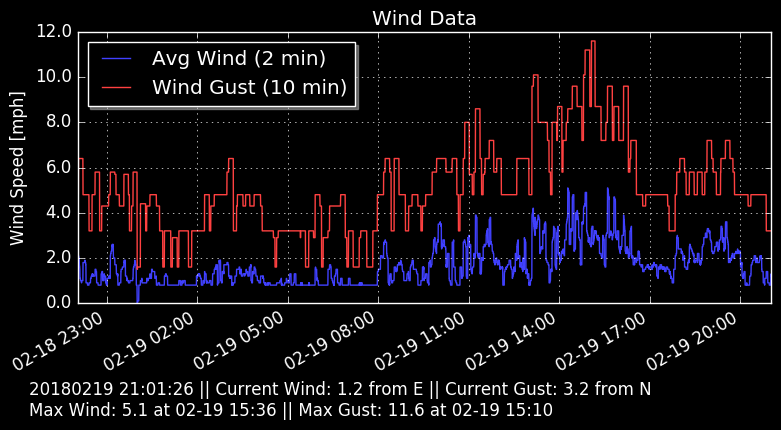 Wind Data
12.0
10.0
8.0
6.0
4.0
2.0
0.0
Wind Speed [mph]
Avg Wind (2 min)
Wind Gust (10 min)
02-18 23:00
02-19 02:00
02-19 05:00
02-19 08:00
02-19 11:00
02-19 14:00
02-19 17:00
02-19 20:00
20180219 21:01:26 || Current Wind: 1.2 from E || Current Gust: 3.2 from N
Max Wind: 5.1 at 02-19 15:36 || Max Gust: 11.6 at 02-19 15:10